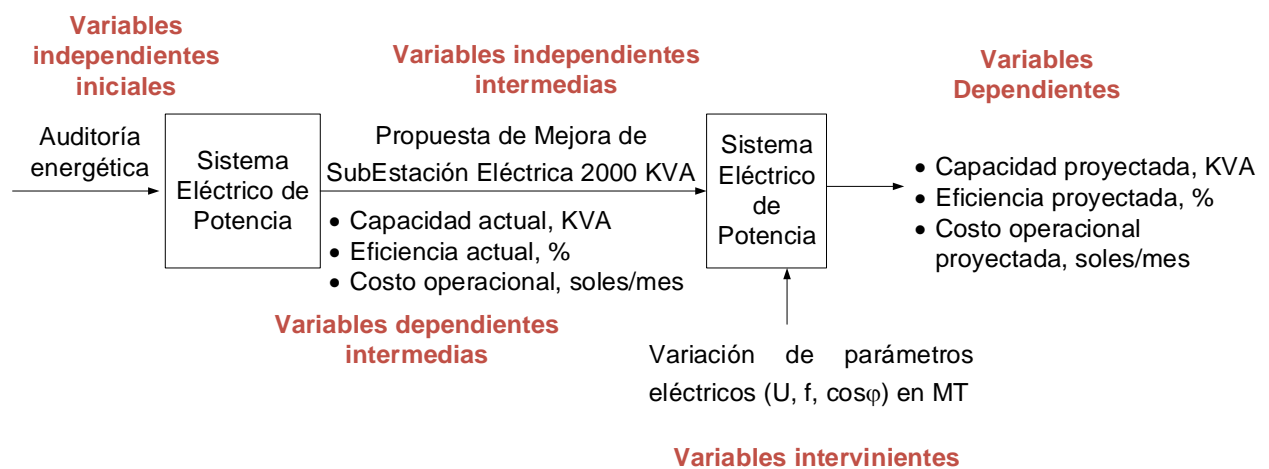 Variables
independientes
iniciales
Auditoría
energética
Sistema
Eléctrico de
Potencia
Variables independientes
intermedias
Propuesta de Mejora de
SubEstación Eléctrica 2000 KVA
• Capacidad actual, KVA
• Eficiencia actual, %
• Costo operacional, soles/mes
Variables dependientes
intermedias
Sistema
Eléctrico
de
Potencia
Variación de parámetros
eléctricos (U, f, cosφ) en MT
Variables intervinientes
Variables
Dependientes
• Capacidad proyectada, KVA
• Eficiencia proyectada, %
• Costo operacional
proyectada, soles/mes